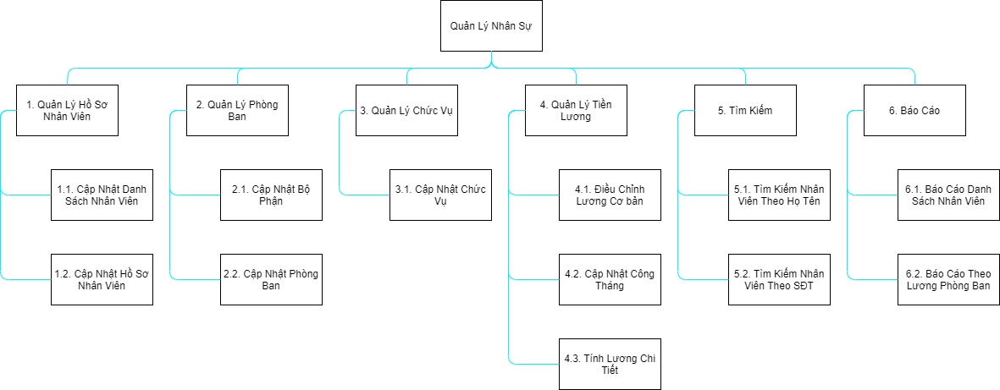 Quản Lý Nhân Sự
1. Quản Lý Hồ Sơ
Nhân Viên
2. Quản Lý Phòng
Ban
3. Quản Lý Chức Vụ
4. Quản Lý Tiền
Lương
5. Tìm Kiếm
6. Báo Cáo
1.1. Cập Nhật Danh
Sách Nhân Viên
2.1. Cập Nhật Bộ
Phận
3.1. Cập Nhật Chức
Vụ
4.1. Điều Chỉnh
Lương Cơ bản
5.1. Tìm Kiếm Nhân
Viên Theo Họ Tên
6.1. Báo Cáo Danh
Sách Nhân Viên
1.2. Cập Nhật Hồ Sơ
Nhân Viên
2.2. Cập Nhật Phòng
Ban
4.2. Cập Nhật Công
Tháng
5.2. Tìm Kiếm Nhân
Viên Theo SĐT
6.2. Báo Cáo Theo
Lương Phòng Ban
4.3. Tính Lương Chi
Tiết